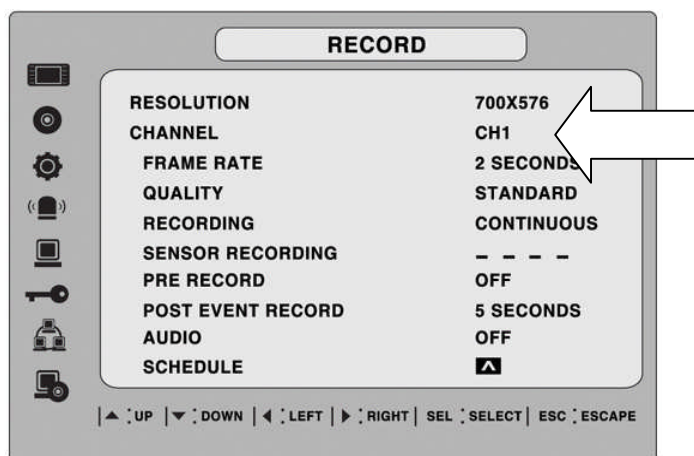 RECORD
RESOLUTION 700X576
CHANNEL CH1
FRAME RATE 2 SECONDS
QUALITY STANDARD
RECORDING CONTINUOUS
SENSOR RECORDING - - - -
PRE RECORD OFF
POST EVENT RECORD 5 SECONDS
AUDIO OFF
SCHEDULE
▲ : UP | ▼ : DOWN | ◀ : LEFT | ▶ : RIGHT | SEL : SELECT | ESC : ESCAPE